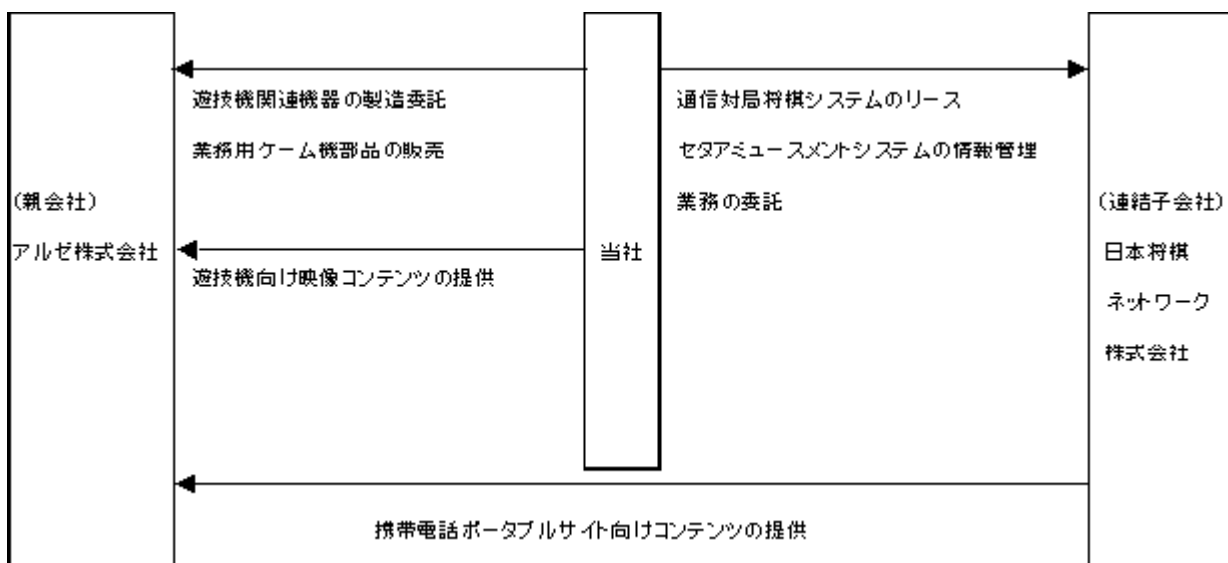 遊技機関連機器の製造委託
業務用ゲーム機部品の販売
(親会社)
アルゼ株式会社
遊技機向け映像コンテンツの提供
当社
通信対局将棋システムのリース
セタアミューズメントシステムの情報管理
業務の委託
(連結子会社)
日本将棋
ネットワーク
株式会社
携帯電話ポータブルサイト向けコンテンツの提供